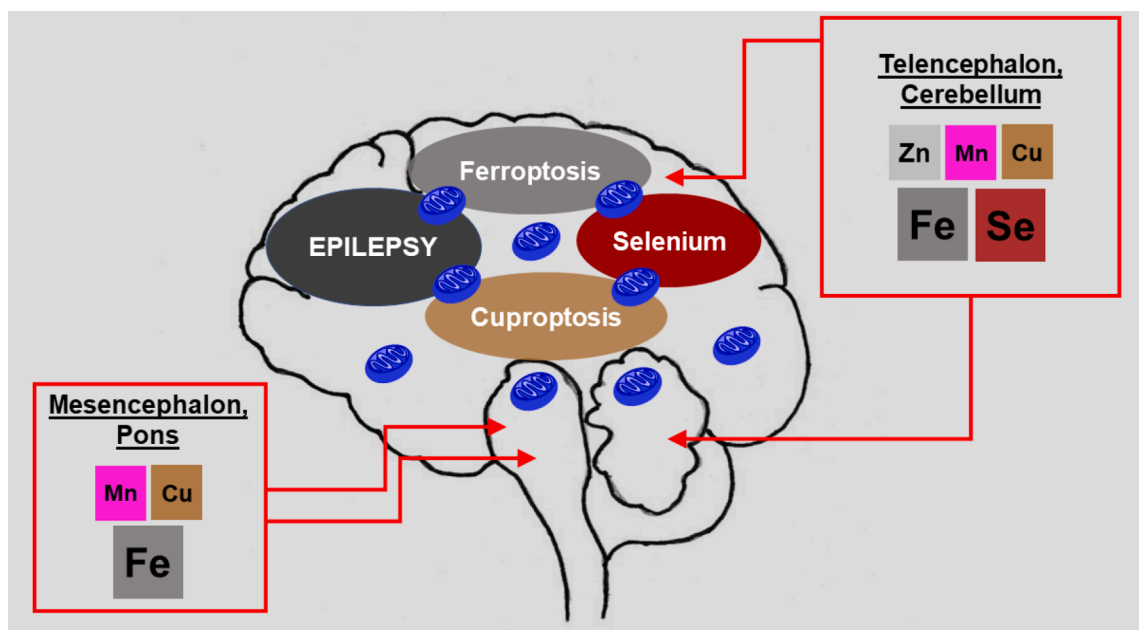 Telencephalon,
Cerebellum
Zn Mn Cu
Fe Se
Ferroptosis
EPILEPSY
Selenium
Cuproptosis
Mesencephalon,
Pons
Mn Cu
Fe